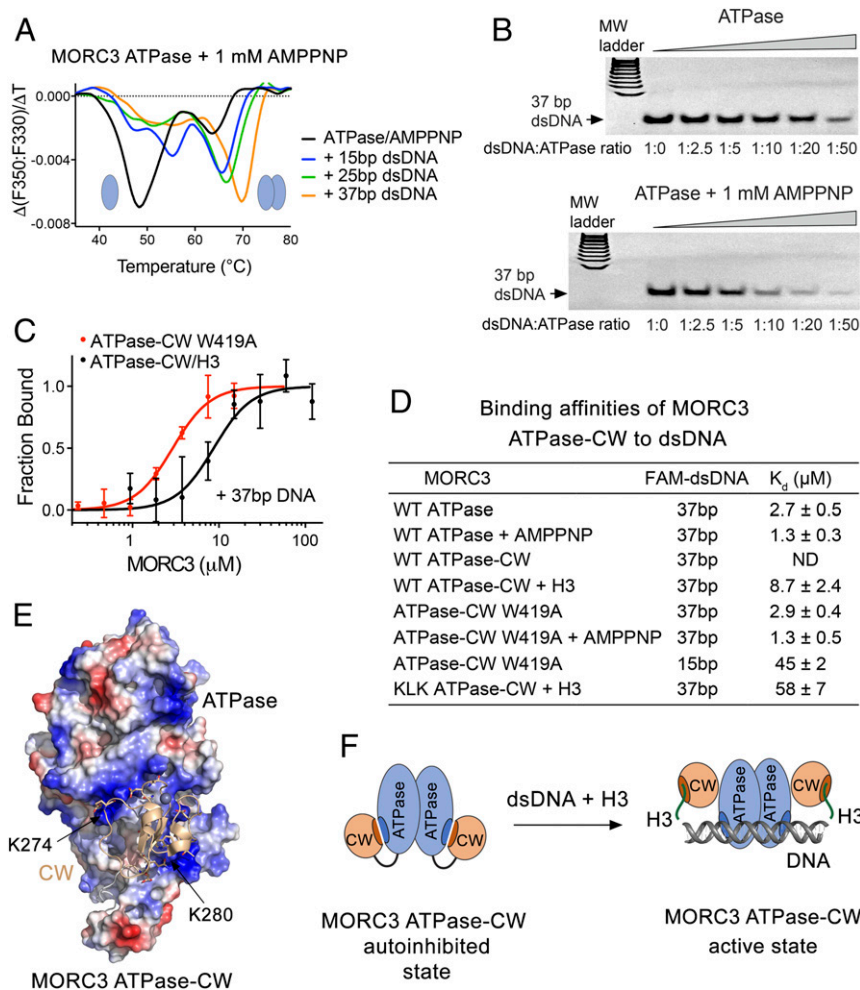 A
MORC3 ATPase + 1 mM AMPPNP
Δ(F350:F330)/ΔT
0.000
-0.004
-0.008
40
50
60
70
80
Temperature (°C)
ATPase/AMPPNP
+ 15bp dsDNA
+ 25bp dsDNA
+ 37bp dsDNA
B
ATPase
MW
ladder
37 bp
dsDNA
dsDNA:ATPase ratio
1:0 1:2.5 1:5 1:10 1:20 1:50
ATPase + 1 mM AMPPNP
MW
ladder
37 bp
dsDNA
dsDNA:ATPase ratio
1:0 1:2.5 1:5 1:10 1:20 1:50
C
ATPase-CW W419A
ATPase-CW/H3
Fraction Bound
1.0
0.5
0.0
+ 37bp DNA
1
10
100
MORC3 (μM)
D
Binding affinities of MORC3
ATPase-CW to dsDNA
MORC3 FAM-dsDNA Kd (μM)
WT ATPase 37bp 2.7 ± 0.5
WT ATPase + AMPPNP 37bp 1.3 ± 0.3
WT ATPase-CW 37bp ND
WT ATPase-CW + H3 37bp 8.7 ± 2.4
ATPase-CW W419A 37bp 2.9 ± 0.4
ATPase-CW W419A + AMPPNP 37bp 1.3 ± 0.5
ATPase-CW W419A 15bp 45 ± 2
KLK ATPase-CW + H3 37bp 58 ± 7
E
ATPase
K274
CW
K280
MORC3 ATPase-CW
F
CW
ATPase
ATPase
CW
MORC3 ATPase-CW
autoinhibited
state
dsDNA + H3
CW
ATPase
ATPase
CW
H3
H3
DNA
MORC3 ATPase-CW
active state